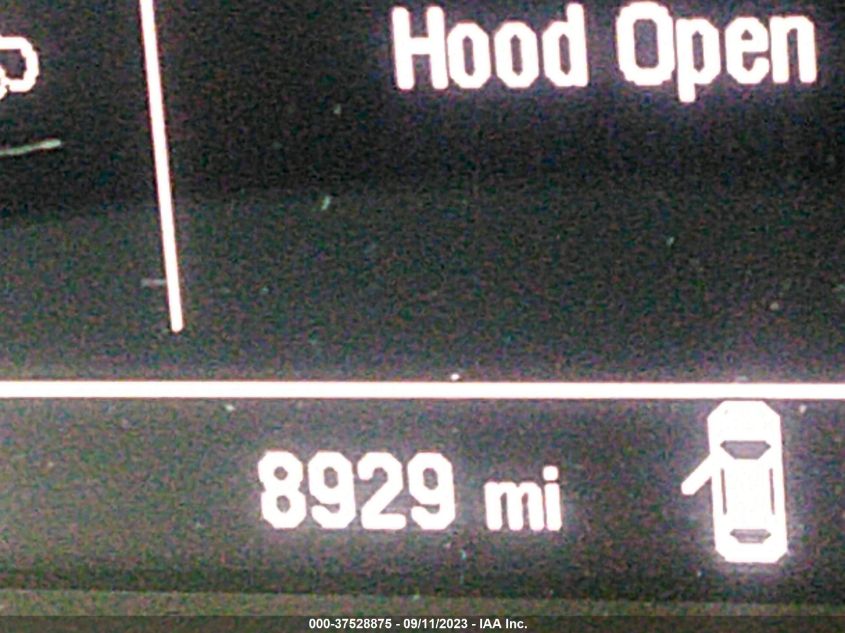 Hood Open
8929 mi
000-37528875 - 09/11/2023 - IAA Inc.